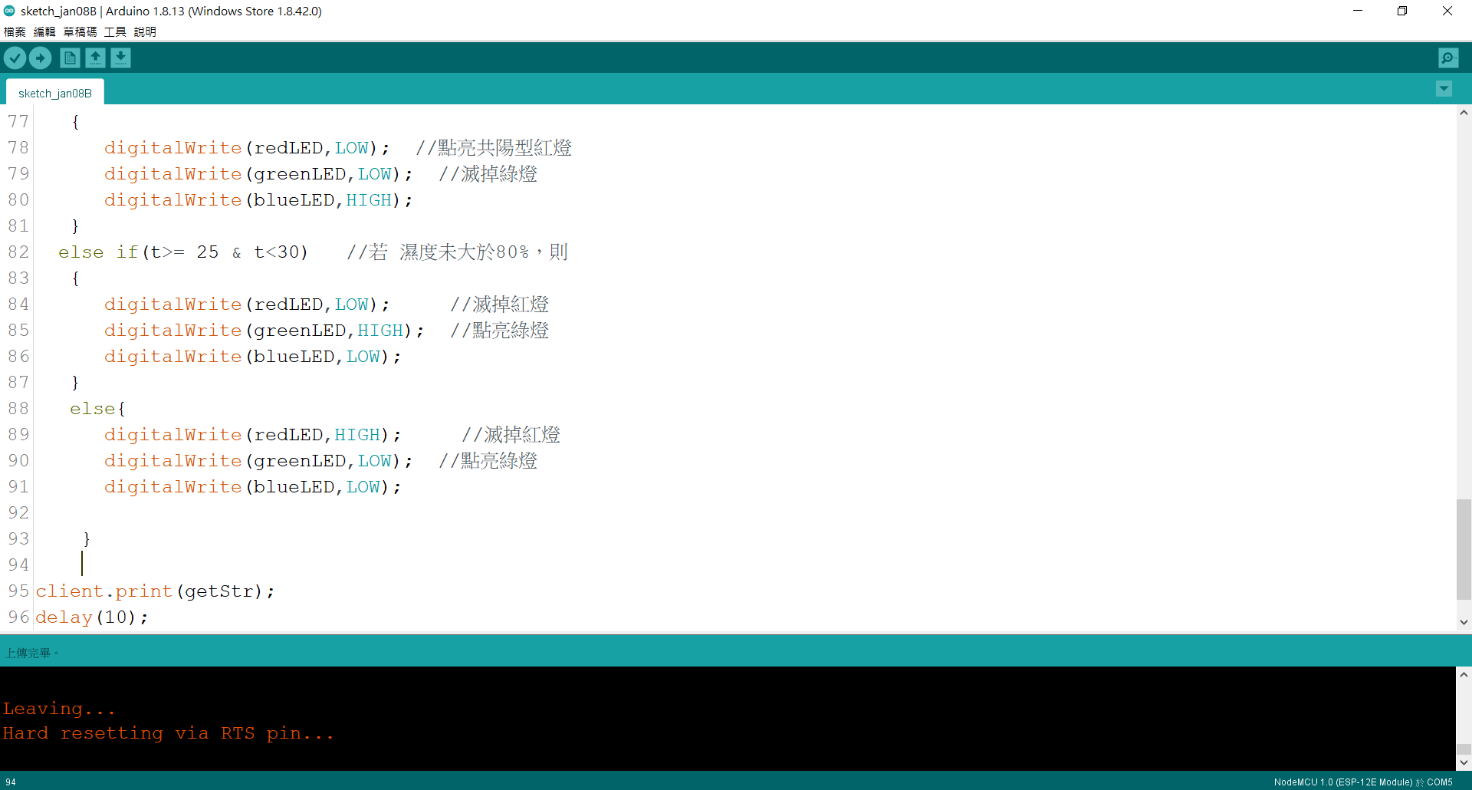 sketch_jan08B | Arduino 1.8.13 (Windows Store 1.8.42.0)
檔案 編輯 草稿碼 工具 說明
sketch_jan08B
77 {
78 digitalWrite(redLED,LOW); //點亮共陽型紅燈
79 digitalWrite(greenLED,LOW); //滅掉綠燈
80 digitalWrite(blueLED,HIGH);
81 }
82 else if(t>= 25 & t<30) //若 濕度未大於80%,則
83 {
84 digitalWrite(redLED,LOW); //滅掉紅燈
85 digitalWrite(greenLED,HIGH); //點亮綠燈
86 digitalWrite(blueLED,LOW);
87 }
88 else{
89 digitalWrite(redLED,HIGH); //滅掉紅燈
90 digitalWrite(greenLED,LOW); //點亮綠燈
91 digitalWrite(blueLED,LOW);
92
93 }
94
95 client.print(getStr);
96 delay(10);
上傳完畢。
Leaving...
Hard resetting via RTS pin...
94 NodeMCU 1.0 (ESP-12E Module) 於 COM5